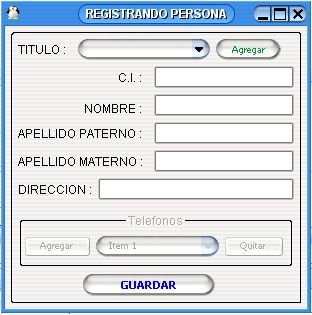 REGISTRANDO PERSONA
TITULO : Agregar
C.I. :
NOMBRE :
APELLIDO PATERNO :
APELLIDO MATERNO :
DIRECCION :
Telefonos
Agregar Item 1 Quitar
GUARDAR